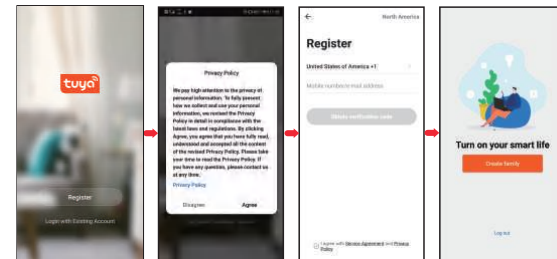 tuya
Register
Login with Existing Account
Privacy Policy
We pay high attention to the privacy of
personal information. To fully present
how we collect and use your personal
information, we revised the Privacy
Policy in detail in compliance with the
latest laws and regulations. By clicking
Agree, you agree that you have fully read,
understood and accepted all the content
of the revised Privacy Policy. Please take
your time to read the Privacy Policy. If
you have any question, please contact us
at any time.
Privacy Policy
Disagree Agree
North America
Register
United States of America +1
Mobile number/e-mail address
Obtain verification code
I agree with Service Agreement and Privacy
Policy
Turn on your smart life
Create family
Log out